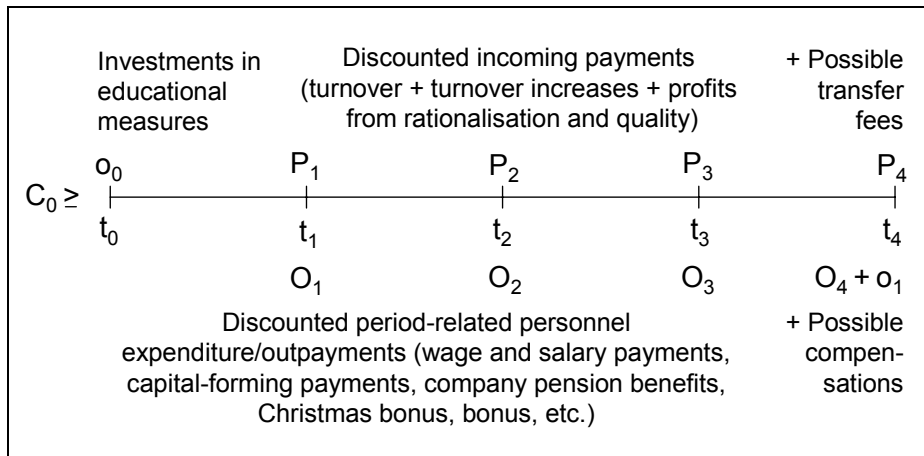 Investments in
educational
measures
Discounted incoming payments
(turnover + turnover increases + profits
from rationalisation and quality)
+ Possible
transfer
fees
o₀ P₁ P₂ P₃ P₄
C₀ ≥
t₀ t₁ t₂ t₃ t₄
O₁ O₂ O₃ O₄ + o₁
Discounted period-related personnel
expenditure/outpayments (wage and salary payments,
capital-forming payments, company pension benefits,
Christmas bonus, bonus, etc.)
+ Possible
compen-
sations